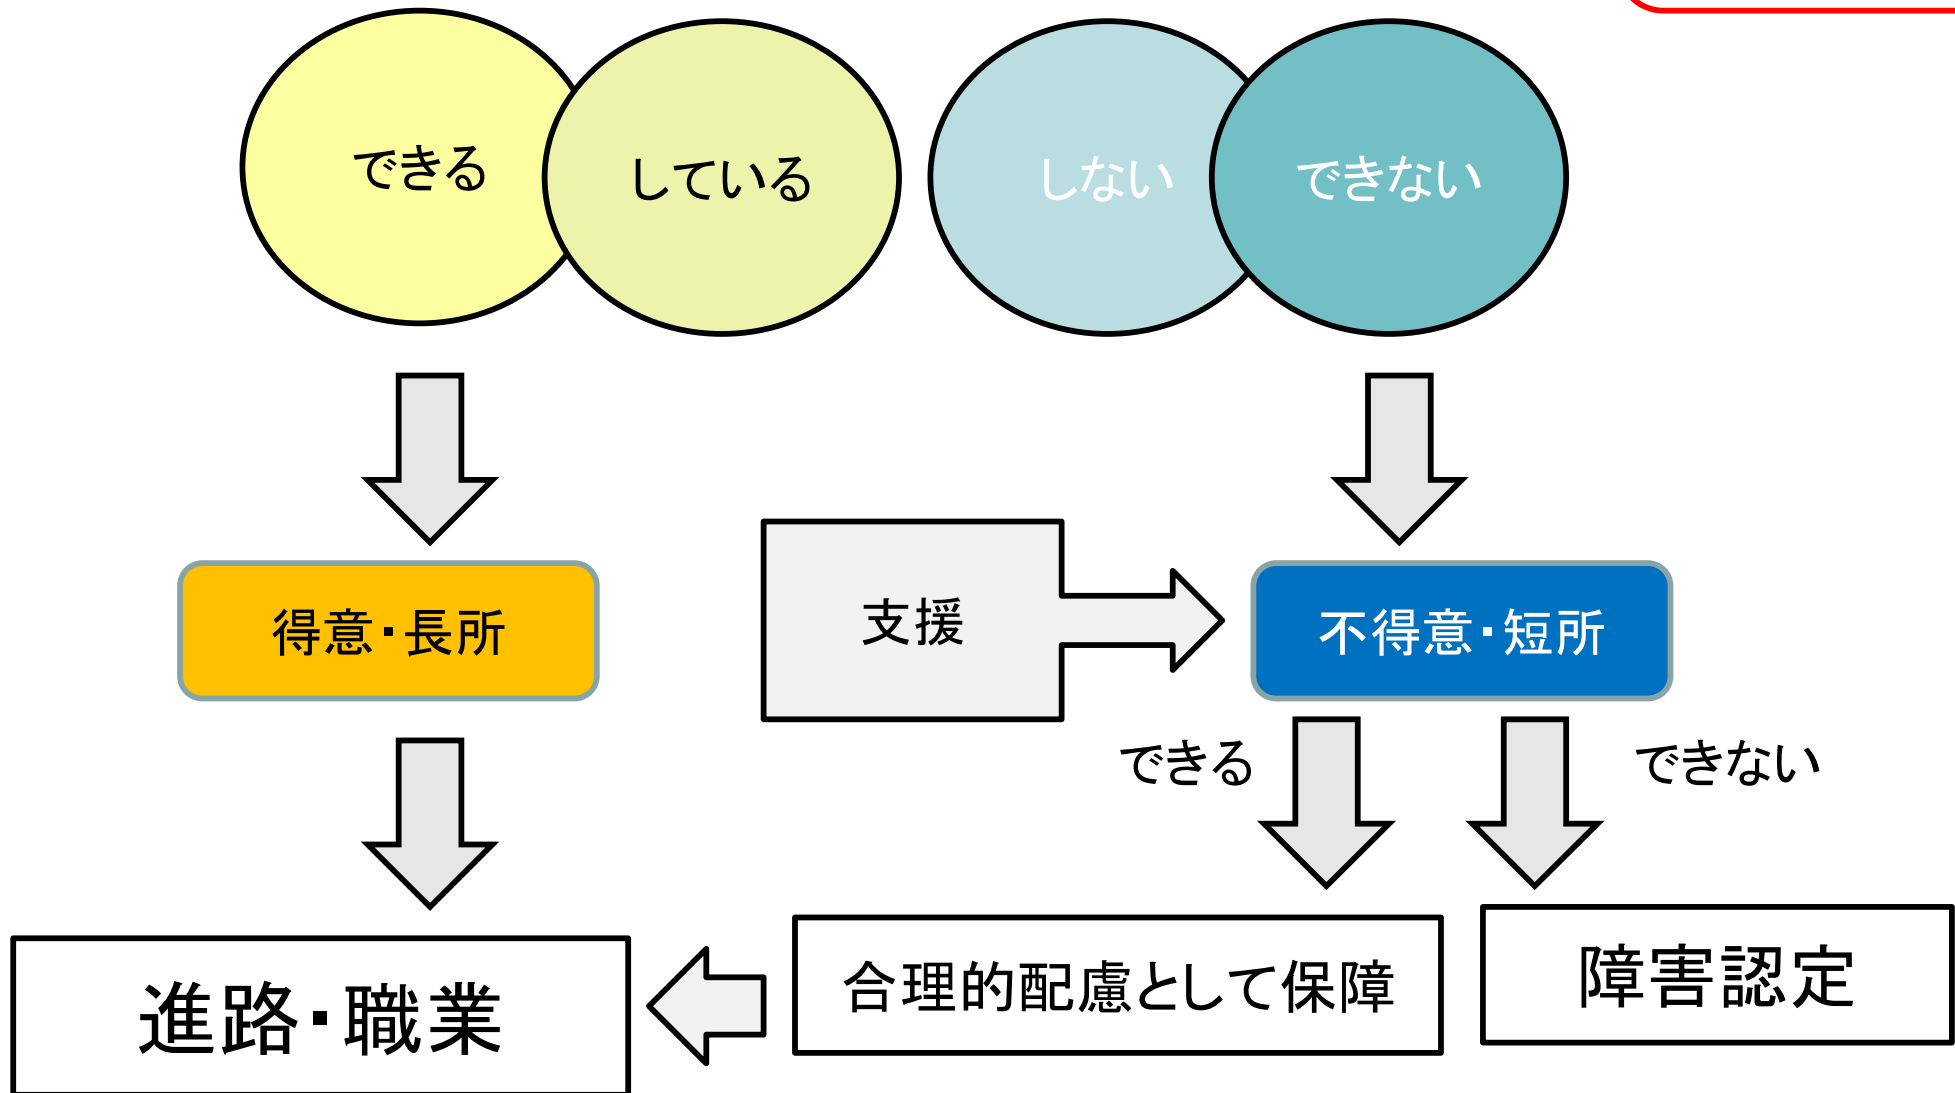 できる
している
しない
できない
得意・長所
支援
不得意・短所
できる
できない
進路・職業
合理的配慮として保障
障害認定